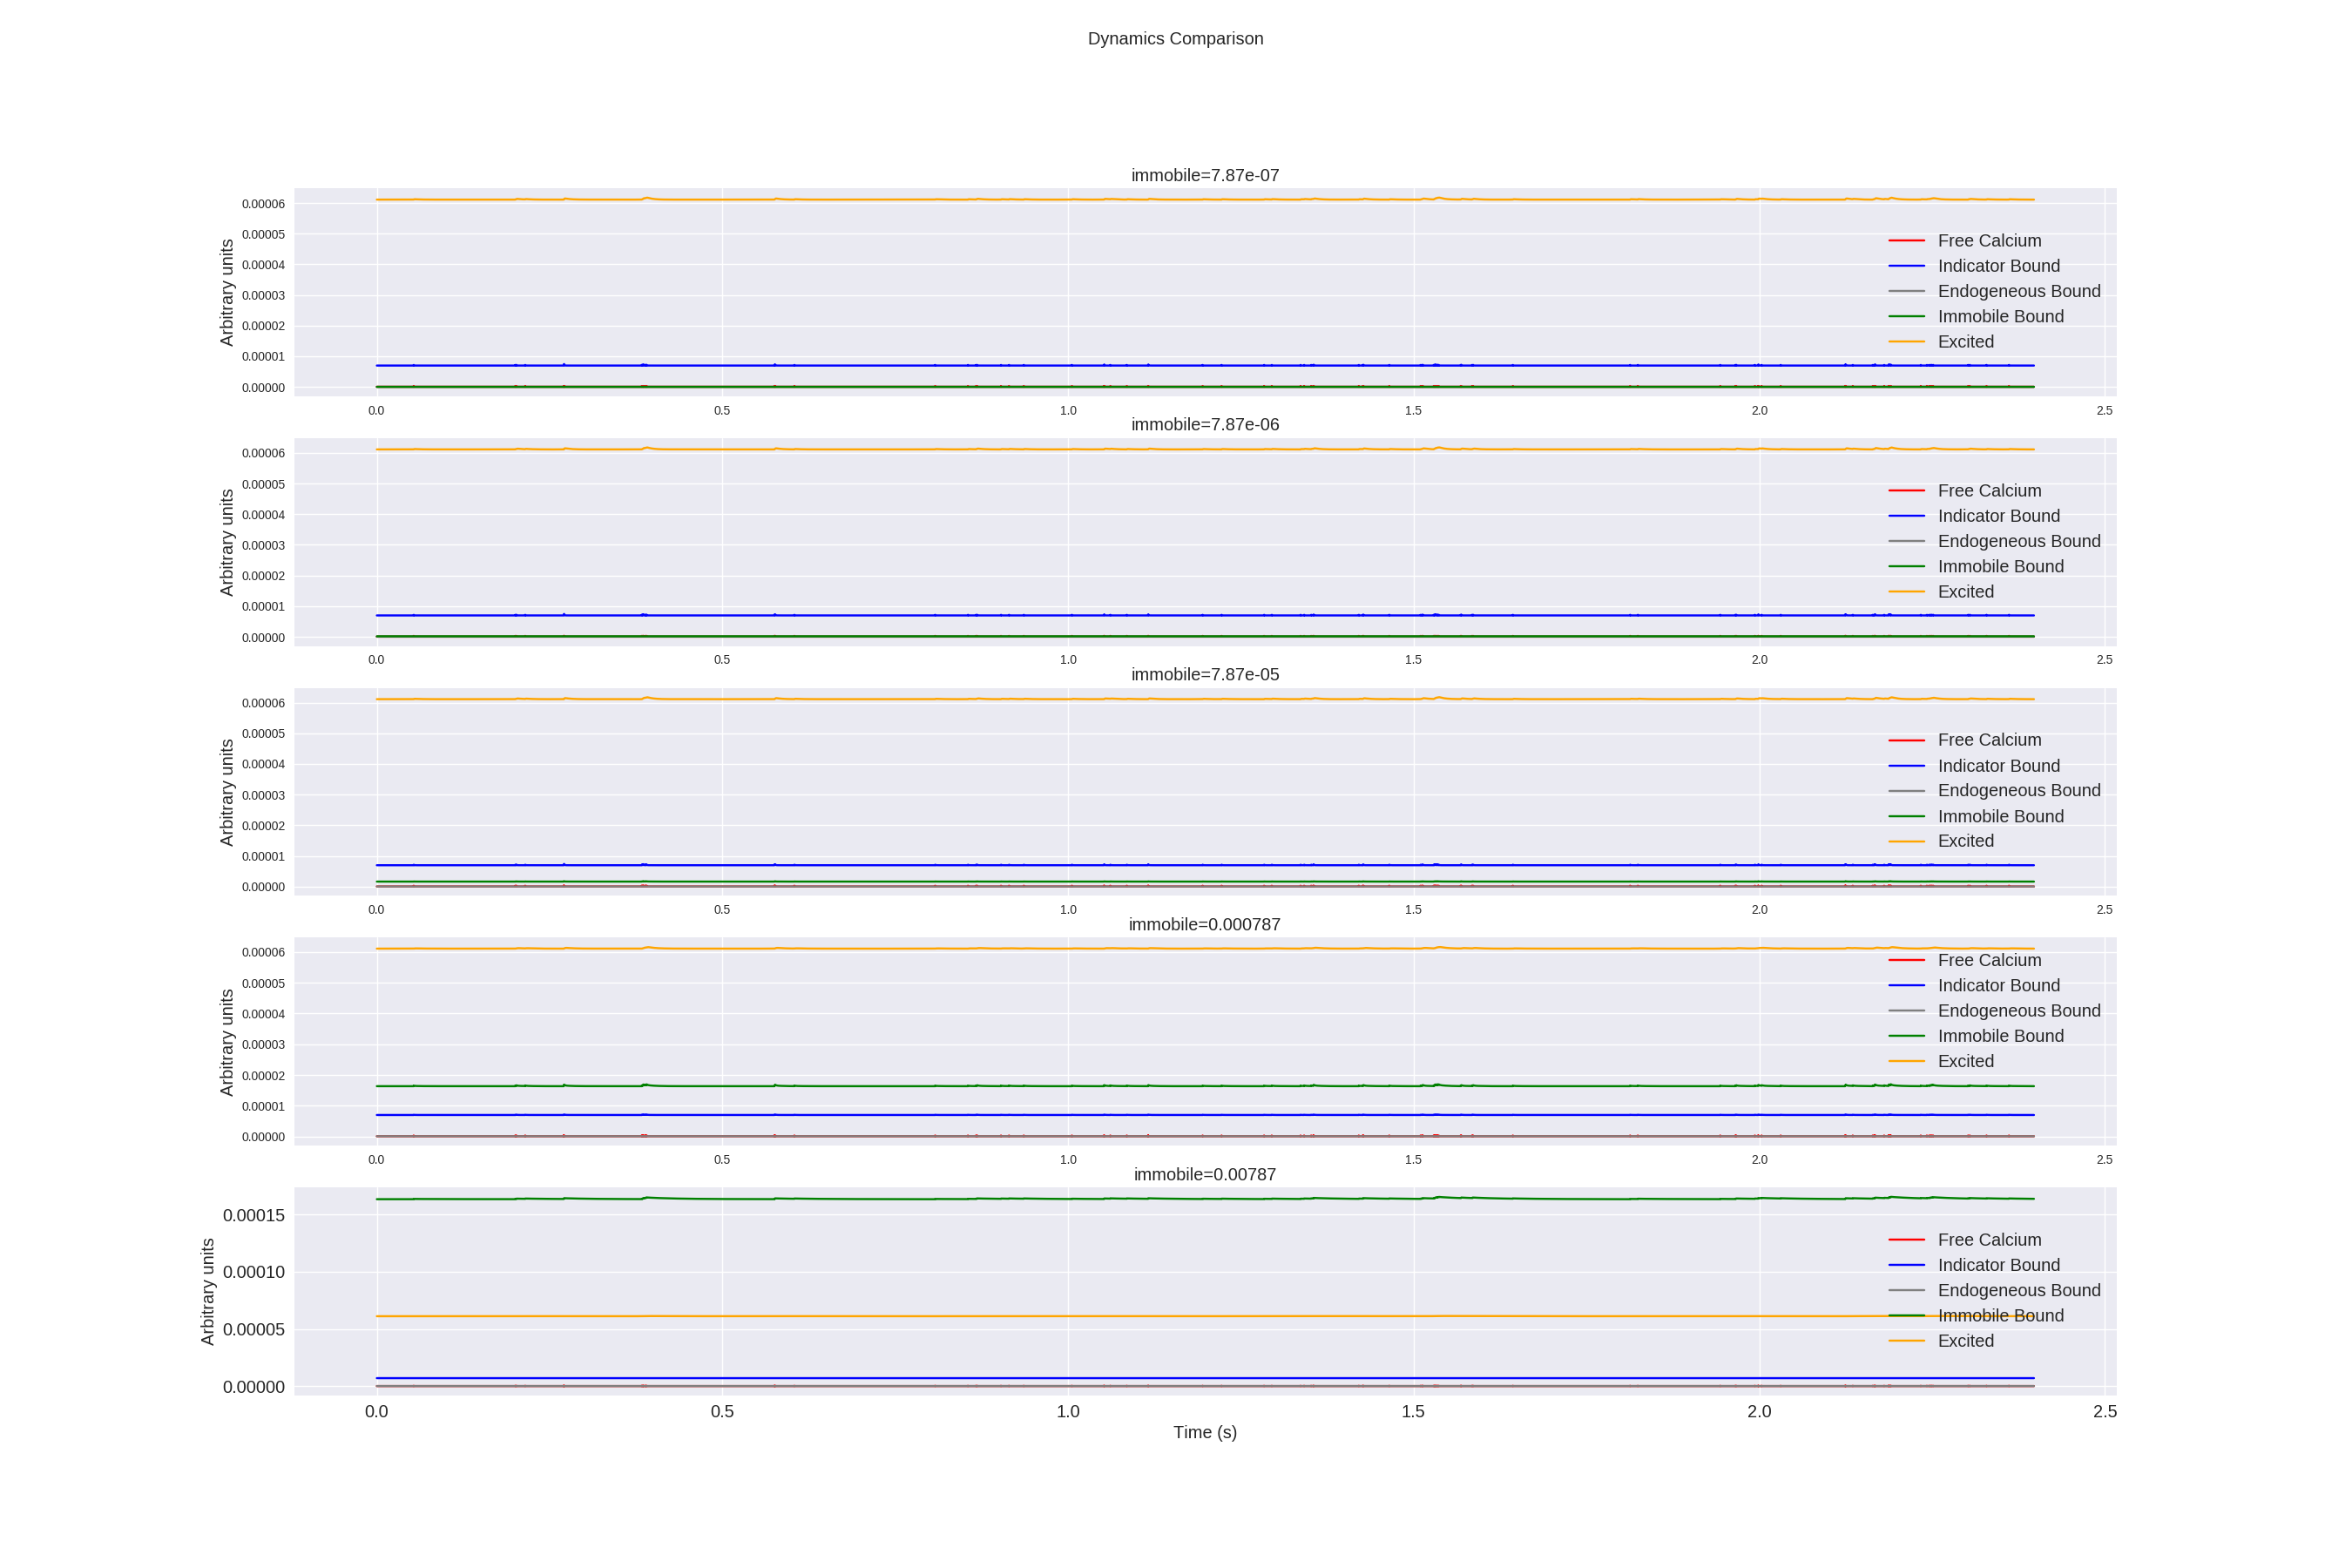 Dynamics Comparison
immobile=7.87e-07
Arbitrary units
0.00006
0.00005
0.00004
0.00003
0.00002
0.00001
0.00000
Free Calcium
Indicator Bound
Endogeneous Bound
Immobile Bound
Excited
0.0 0.5 1.0 1.5 2.0 2.5
immobile=7.87e-06
Arbitrary units
0.00006
0.00005
0.00004
0.00003
0.00002
0.00001
0.00000
Free Calcium
Indicator Bound
Endogeneous Bound
Immobile Bound
Excited
0.0 0.5 1.0 1.5 2.0 2.5
immobile=7.87e-05
Arbitrary units
0.00006
0.00005
0.00004
0.00003
0.00002
0.00001
0.00000
Free Calcium
Indicator Bound
Endogeneous Bound
Immobile Bound
Excited
0.0 0.5 1.0 1.5 2.0 2.5
immobile=0.000787
Arbitrary units
0.00006
0.00005
0.00004
0.00003
0.00002
0.00001
0.00000
Free Calcium
Indicator Bound
Endogeneous Bound
Immobile Bound
Excited
0.0 0.5 1.0 1.5 2.0 2.5
immobile=0.00787
Arbitrary units
0.00015
0.00010
0.00005
0.00000
Free Calcium
Indicator Bound
Endogeneous Bound
Immobile Bound
Excited
0.0 0.5 1.0 1.5 2.0 2.5
Time (s)